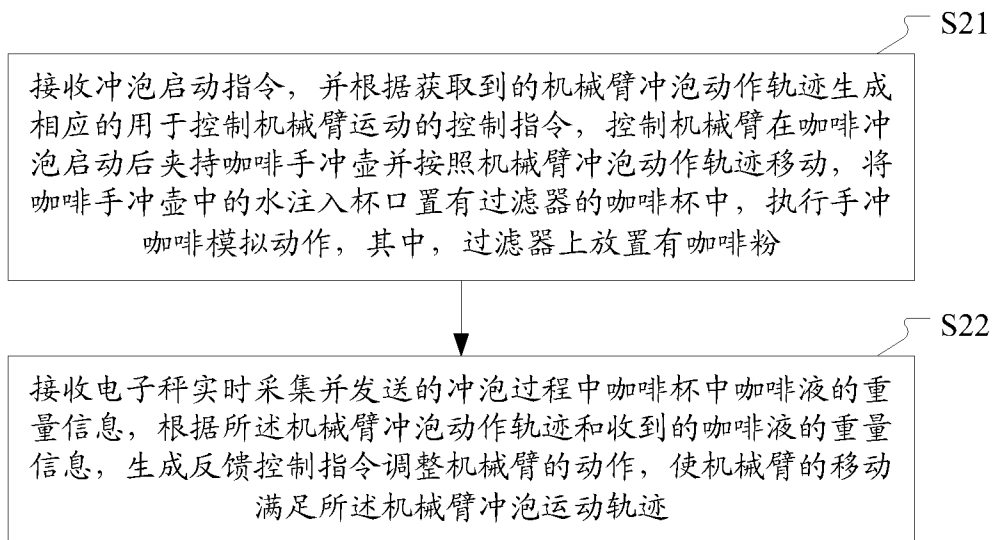 S21
接收冲泡启动指令，并根据获取到的机械臂冲泡动作轨迹生成
相应的用于控制机械臂运动的控制指令，控制机械臂在咖啡冲
泡启动后夹持咖啡手冲壶并按照机械臂冲泡动作轨迹移动，将
咖啡手冲壶中的水注入杯口置有过滤器的咖啡杯中，执行手冲
咖啡模拟动作，其中，过滤器上放置有咖啡粉
S22
接收电子秤实时采集并发送的冲泡过程中咖啡杯中咖啡液的重
量信息，根据所述机械臂冲泡动作轨迹和收到的咖啡液的重量
信息，生成反馈控制指令调整机械臂的动作，使机械臂的移动
满足所述机械臂冲泡运动轨迹